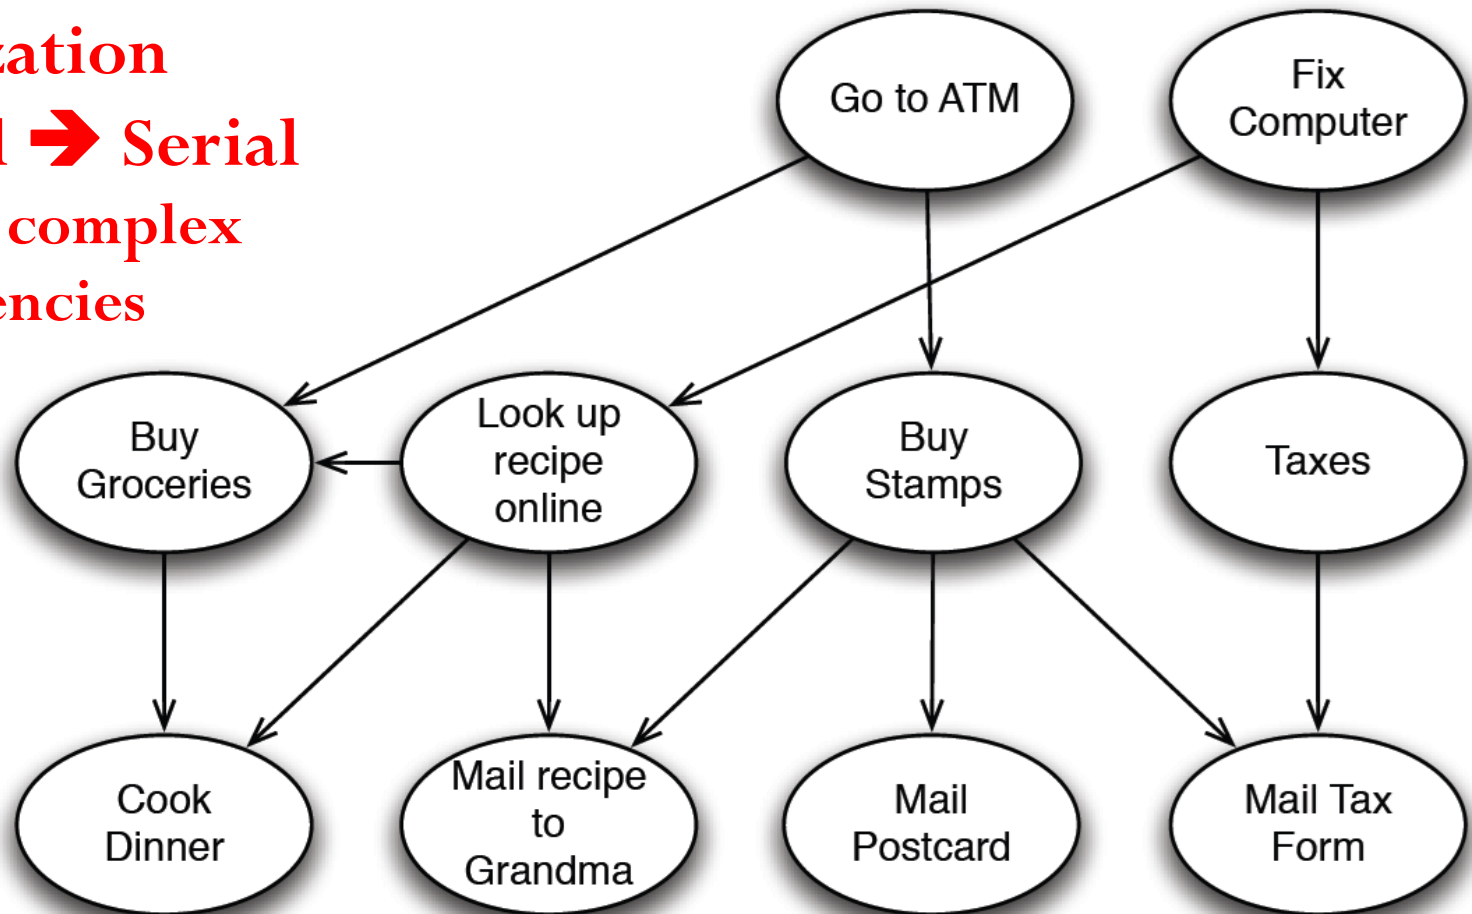 zation
l ➔ Serial
complex
encies
Go to ATM
Fix
Computer
Buy
Groceries
Look up
recipe
online
Buy
Stamps
Taxes
Cook
Dinner
Mail recipe
to
Grandma
Mail
Postcard
Mail Tax
Form